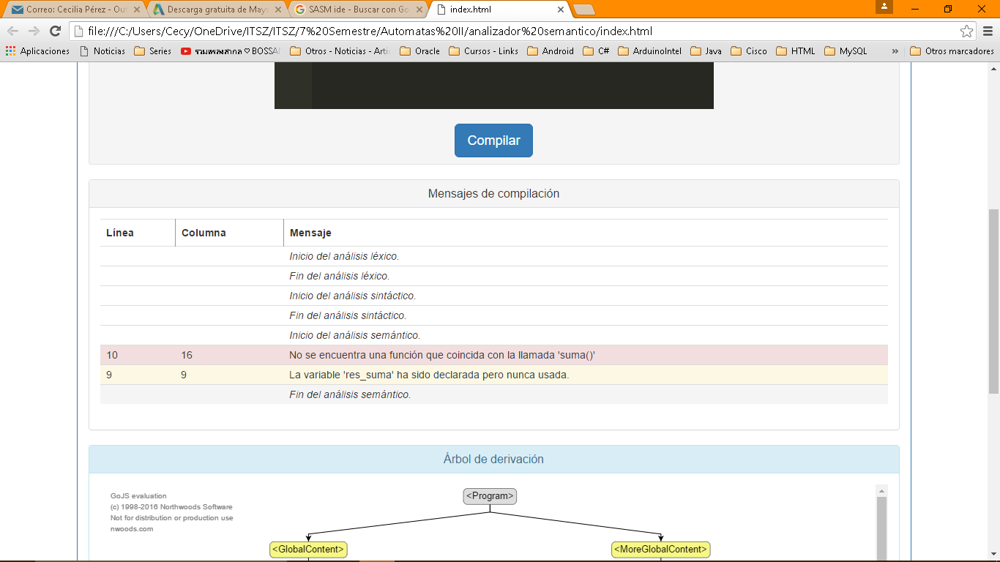 Correo: Cecilia Pérez - Out
Descarga gratuita de May
SASM ide - Buscar con Go
index.html
file:///C:/Users/Cecy/OneDrive/ITSZ/ITSZ/7%20Semestre/Automatas%20II/analizador%20semantico/index.html
Aplicaciones Noticias Series รวมเพลงสากล ♡ BOSSA Otros - Noticias - Arti Oracle Cursos - Links Android C# ArduinoIntel Java Cisco HTML MySQL » Otros marcadores
Compilar
Mensajes de compilación
Línea Columna Mensaje
Inicio del análisis léxico.
Fin del análisis léxico.
Inicio del análisis sintáctico.
Fin del análisis sintáctico.
Inicio del análisis semántico.
10 16 No se encuentra una función que coincida con la llamada 'suma()'
9 9 La variable 'res_suma' ha sido declarada pero nunca usada.
Fin del análisis semántico.
Árbol de derivación
GoJS evaluation
(c) 1998-2016 Northwoods Software
Not for distribution or production use
nwoods.com
<Program>
<GlobalContent> <MoreGlobalContent>